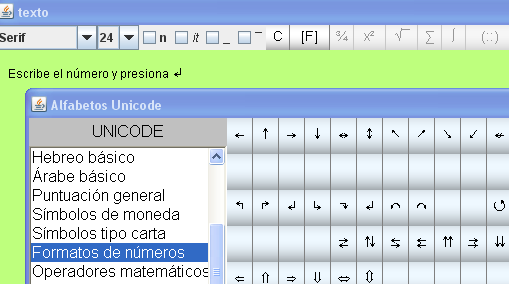 texto
Serif 24 n it _ ‾ C [F] ¾ x² √ ∑ ∫ (::)
Escribe el número y presiona ↲
Alfabetos Unicode
UNICODE ← ↑ → ↓ ↔ ↕ ↖ ↗ ↘ ↙ ↞
Hebreo básico
Árabe básico
Puntuación general ↰ ↱ ↲ ↳ ↴ ↵ ↶ ↷ ↺
Símbolos de moneda
Símbolos tipo carta ⇄ ⇅ ⇆ ⇇ ⇈ ⇉ ⇊
Formatos de números
Operadores matemáticos ⇐ ⇑ ⇒ ⇓ ⇔ ⇕